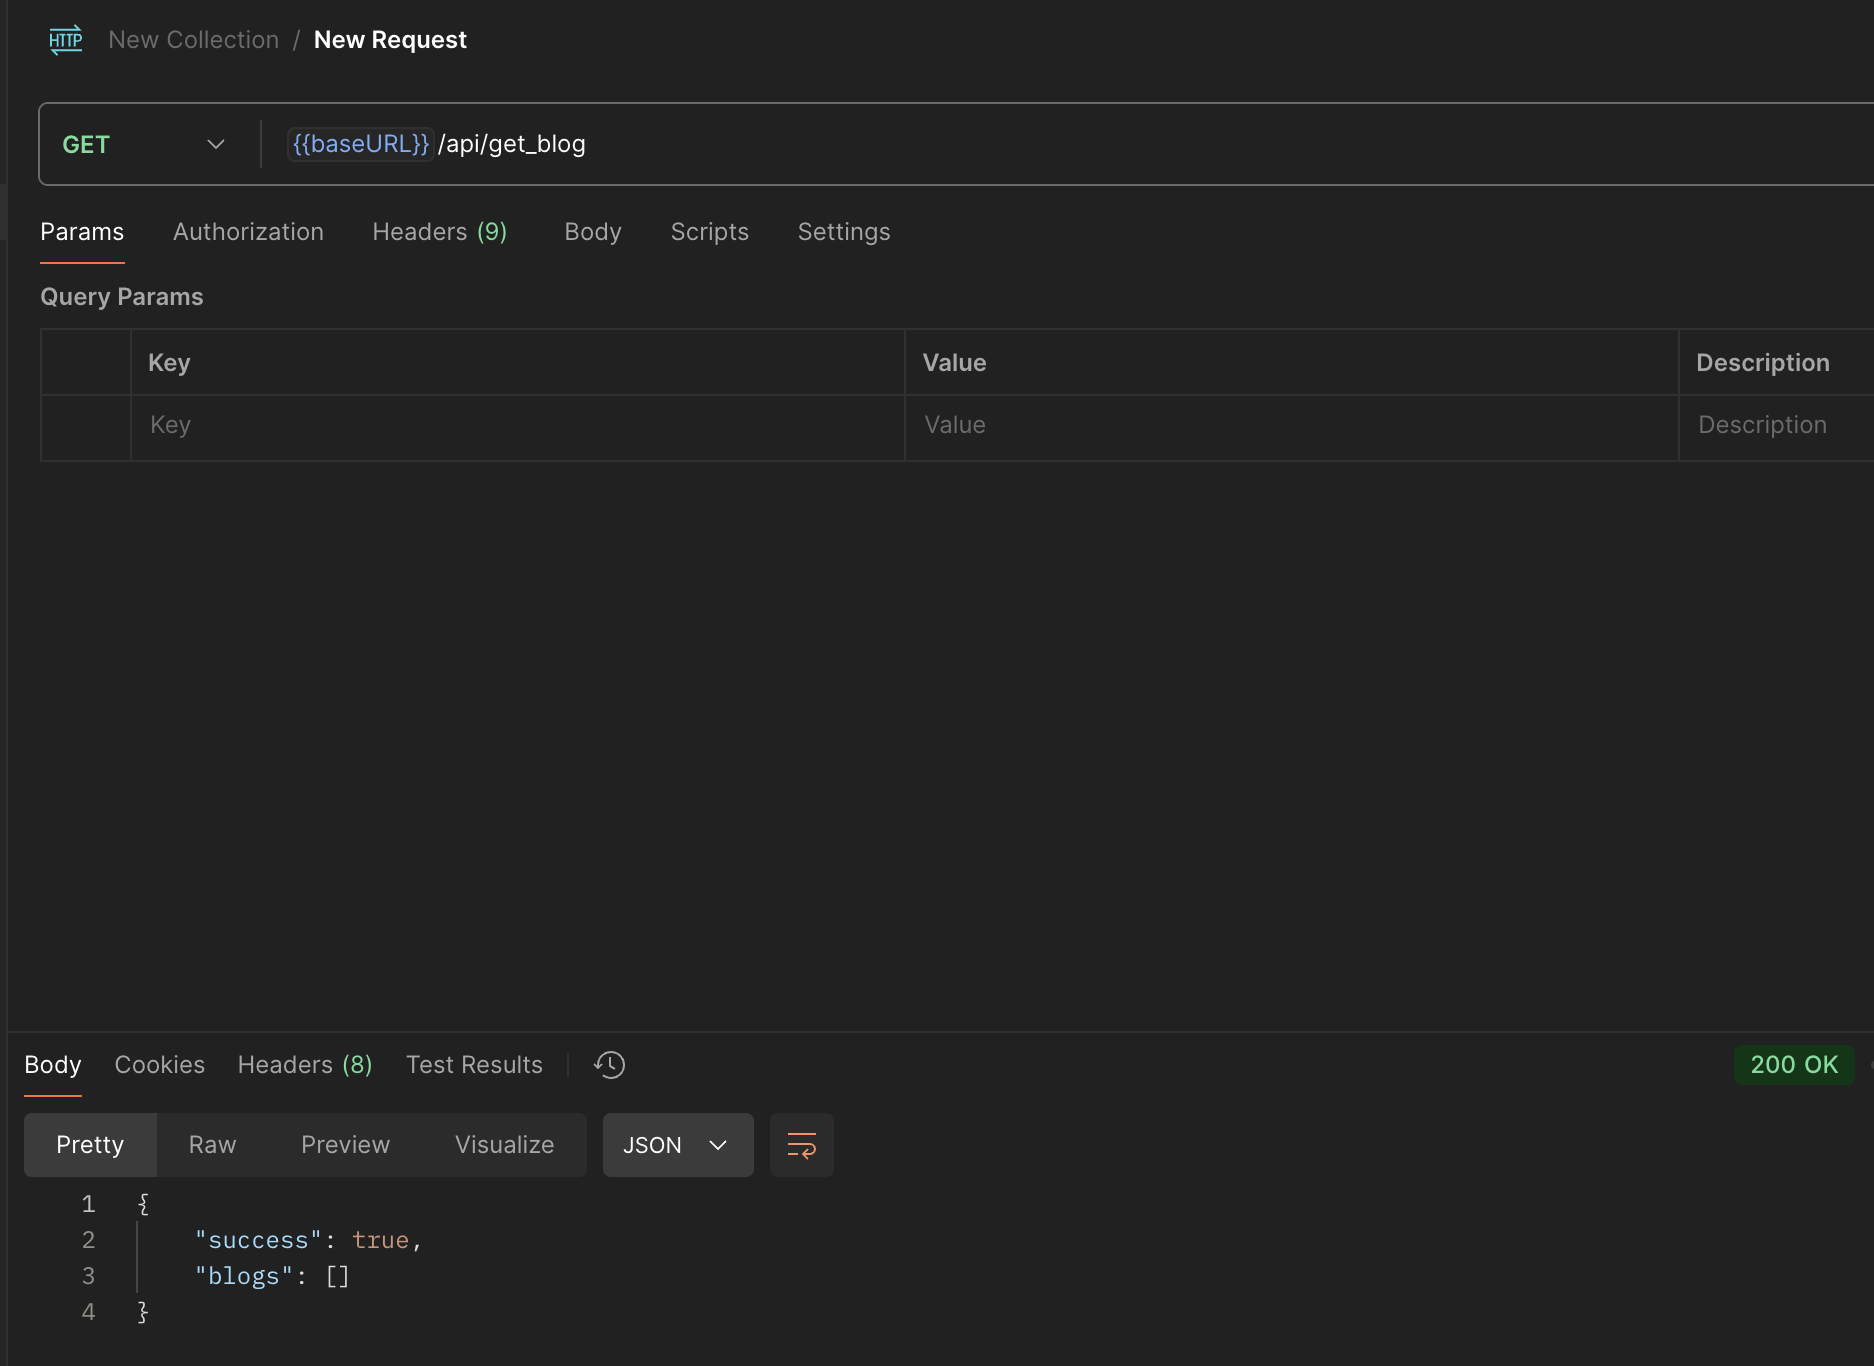 HTTP New Collection / New Request
GET {{baseURL}}/api/get_blog
Params Authorization Headers (9) Body Scripts Settings
Query Params
Key Value Description
Key Value Description
Body Cookies Headers (8) Test Results 200 OK
Pretty Raw Preview Visualize JSON
1 {
2 "success": true,
3 "blogs": []
4 }